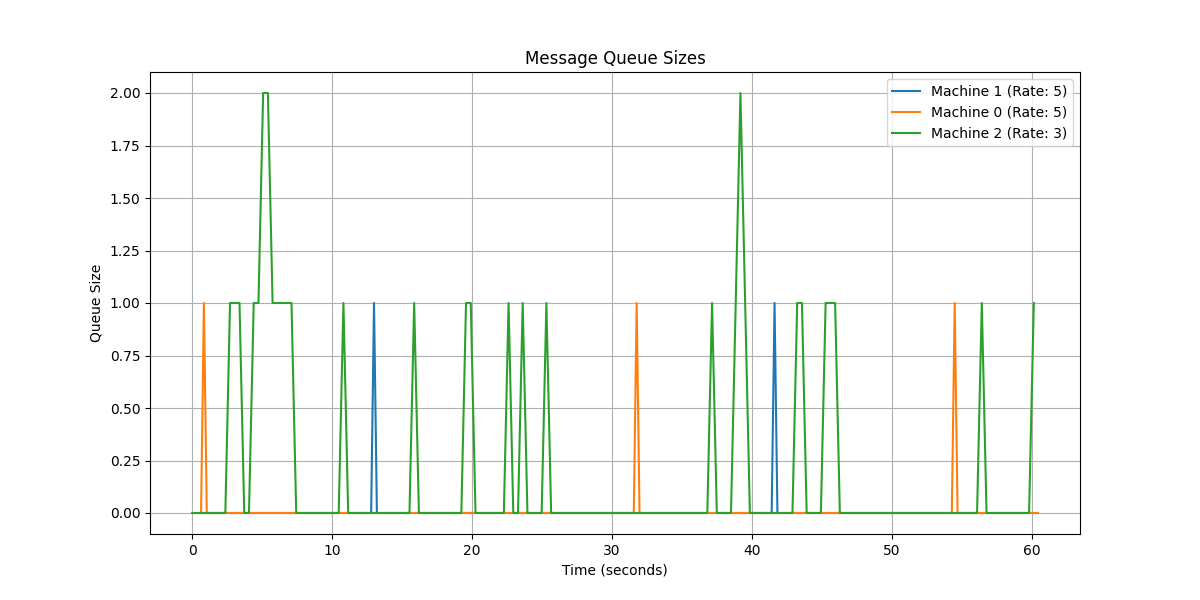 Message Queue Sizes
Machine 1 (Rate: 5)
Machine 0 (Rate: 5)
Machine 2 (Rate: 3)
Queue Size
2.00
1.75
1.50
1.25
1.00
0.75
0.50
0.25
0.00
0 10 20 30 40 50 60
Time (seconds)